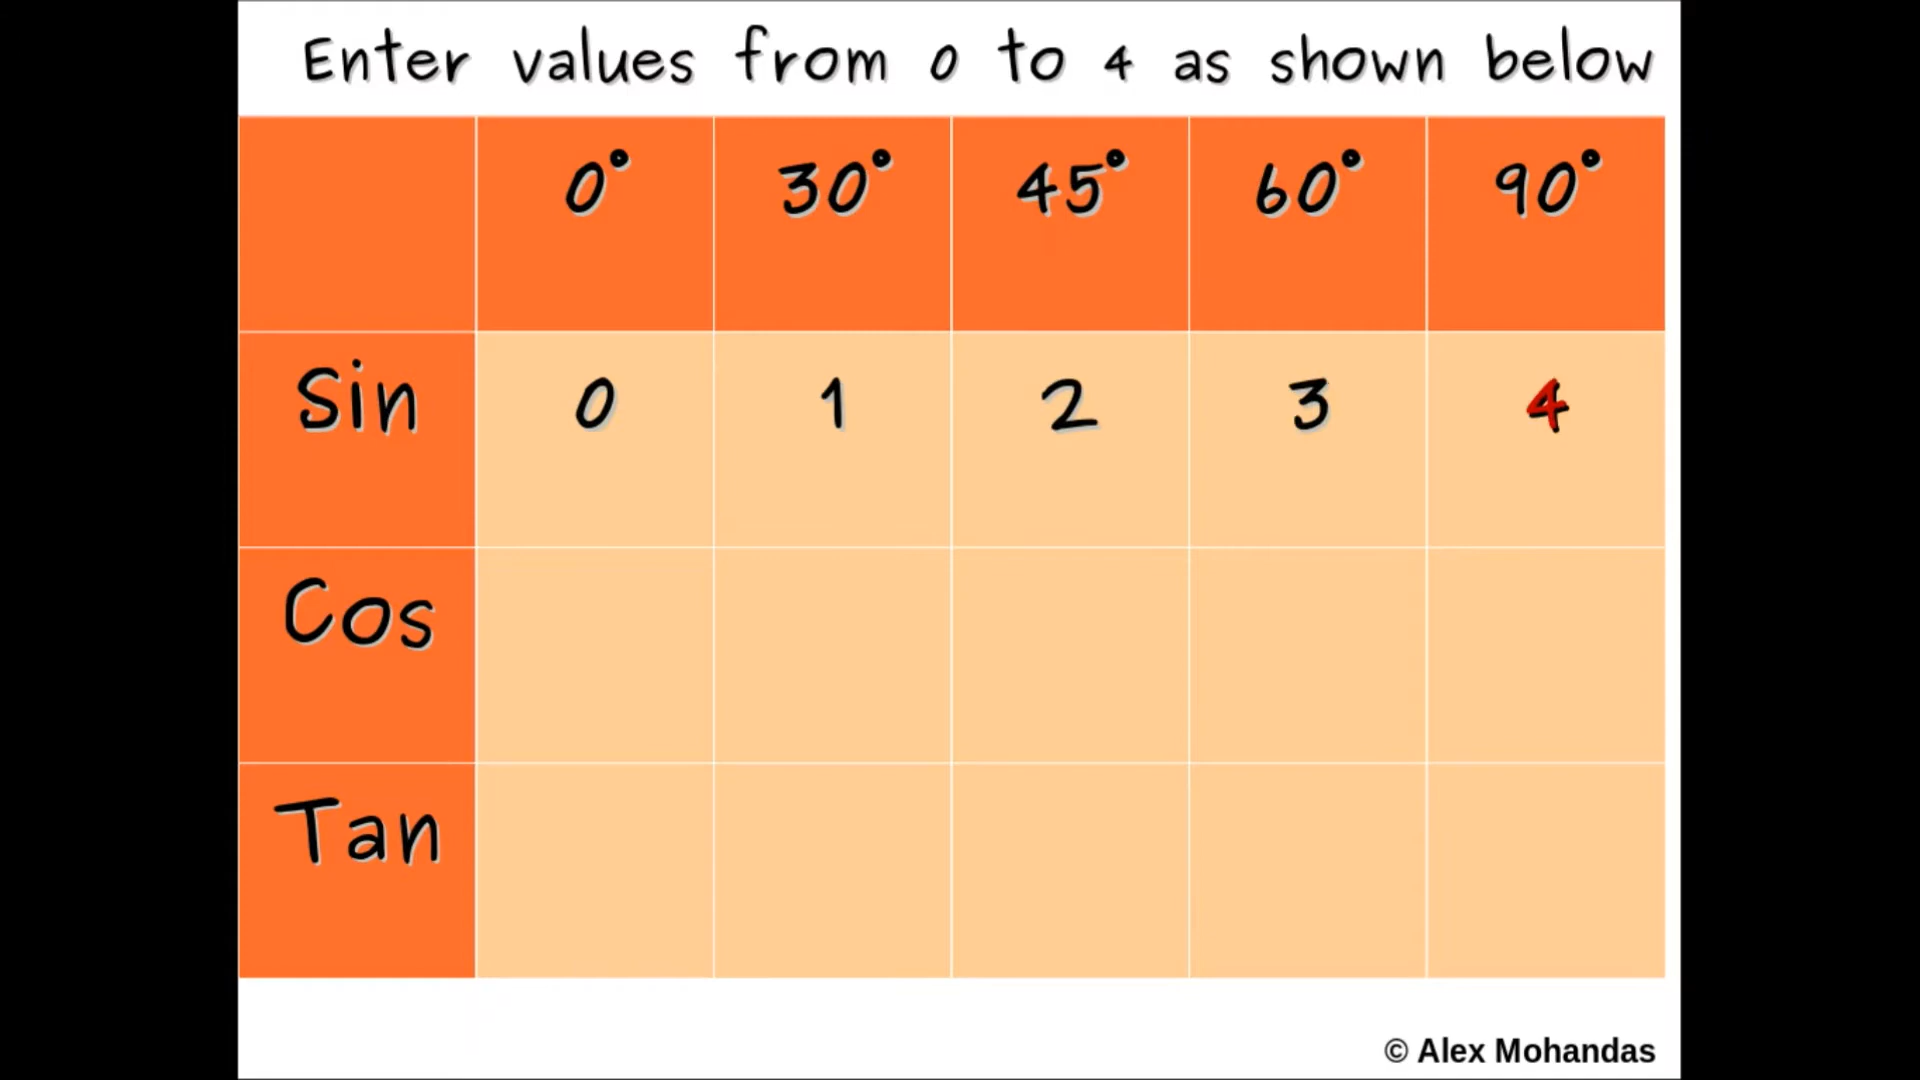 Enter values from 0 to 4 as shown below
0° 30° 45° 60° 90°
Sin 0 1 2 3 4
Cos
Tan
© Alex Mohandas